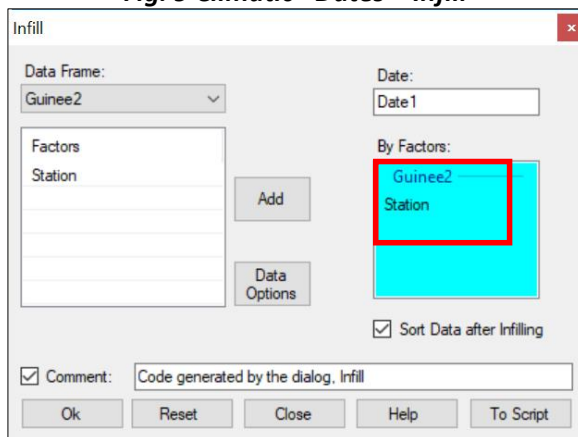 Infill
×
Data Frame:
Guinee2
Date:
Date1
Factors
Station
By Factors:
Guinee2
Station
Add
Data
Options
Sort Data after Infilling
Comment:
Code generated by the dialog, Infill
Ok
Reset
Close
Help
To Script